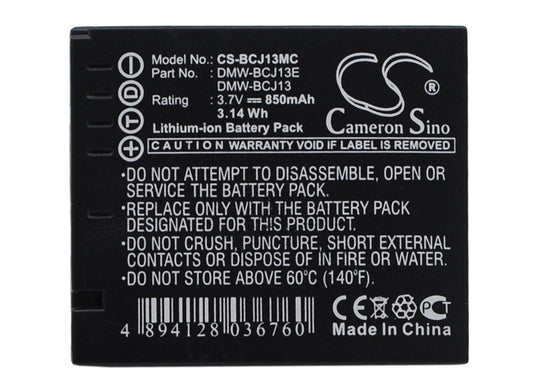 Model No. : CS-BCJ13MC
Part No. : DMW-BCJ13E
DMW-BCJ13
Rating : 3.7V ⎓ 850mAh
3.14 Wh
Lithium-ion Battery Pack
CS
®
Cameron Sino
+ D T +
CAUTION WARRANTY VOID IF LABEL IS REMOVED
•DO NOT ATTEMPT TO DISASSEMBLE, OPEN
or SERVICE THE BATTERY PACK.
•REPLACE ONLY WITH THE BATTERY PACK
DESIGNATED FOR THIS PRODUCT.
•DO NOT CRUSH, PUNCTURE, SHORT EXTERNAL
CONTACTS or DISPOSE OF IN FIRE.
•DO NOT STORE ABOVE 60°C (140°F)
4 894128 036760
CE
Made In China